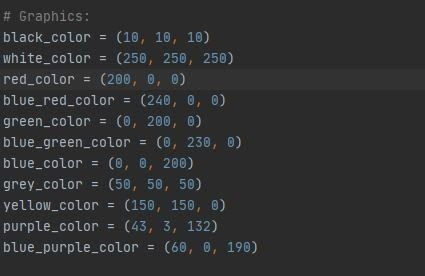 # Graphics:
black_color = (10, 10, 10)
white_color = (250, 250, 250)
red_color = (200, 0, 0)
blue_red_color = (240, 0, 0)
green_color = (0, 200, 0)
blue_green_color = (0, 230, 0)
blue_color = (0, 0, 200)
grey_color = (50, 50, 50)
yellow_color = (150, 150, 0)
purple_color = (43, 3, 132)
blue_purple_color = (60, 0, 190)